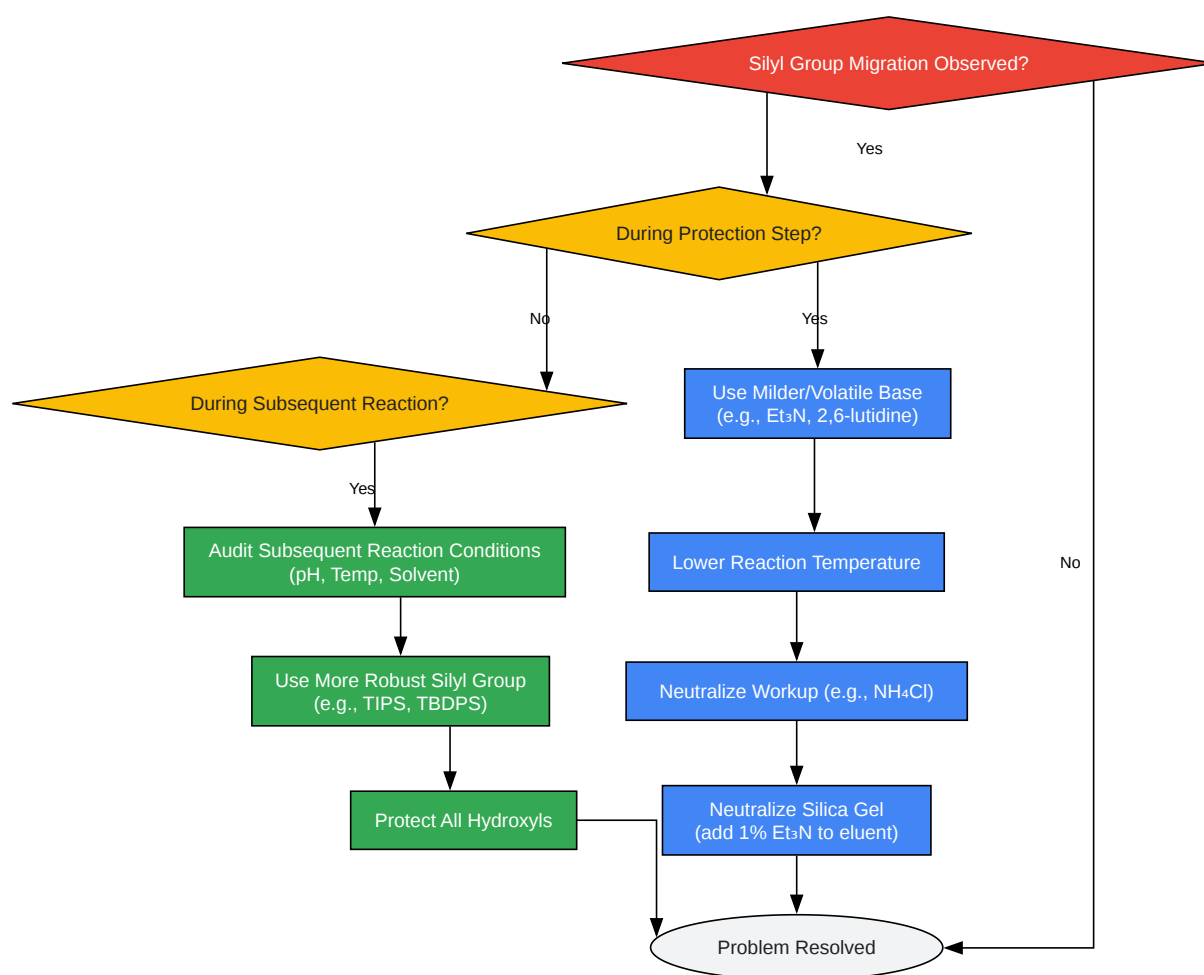 Silyl Group Migration Observed?
Yes
During Protection Step?
No
Yes
During Subsequent Reaction?
Use Milder/Volatile Base
(e.g., Et₃N, 2,6-lutidine)
Yes
Audit Subsequent Reaction Conditions
(pH, Temp, Solvent)
Lower Reaction Temperature
No
Use More Robust Silyl Group
(e.g., TIPS, TBDPS)
Neutralize Workup (e.g., NH₄Cl)
Protect All Hydroxyls
Neutralize Silica Gel
(add 1% Et₃N to eluent)
Problem Resolved